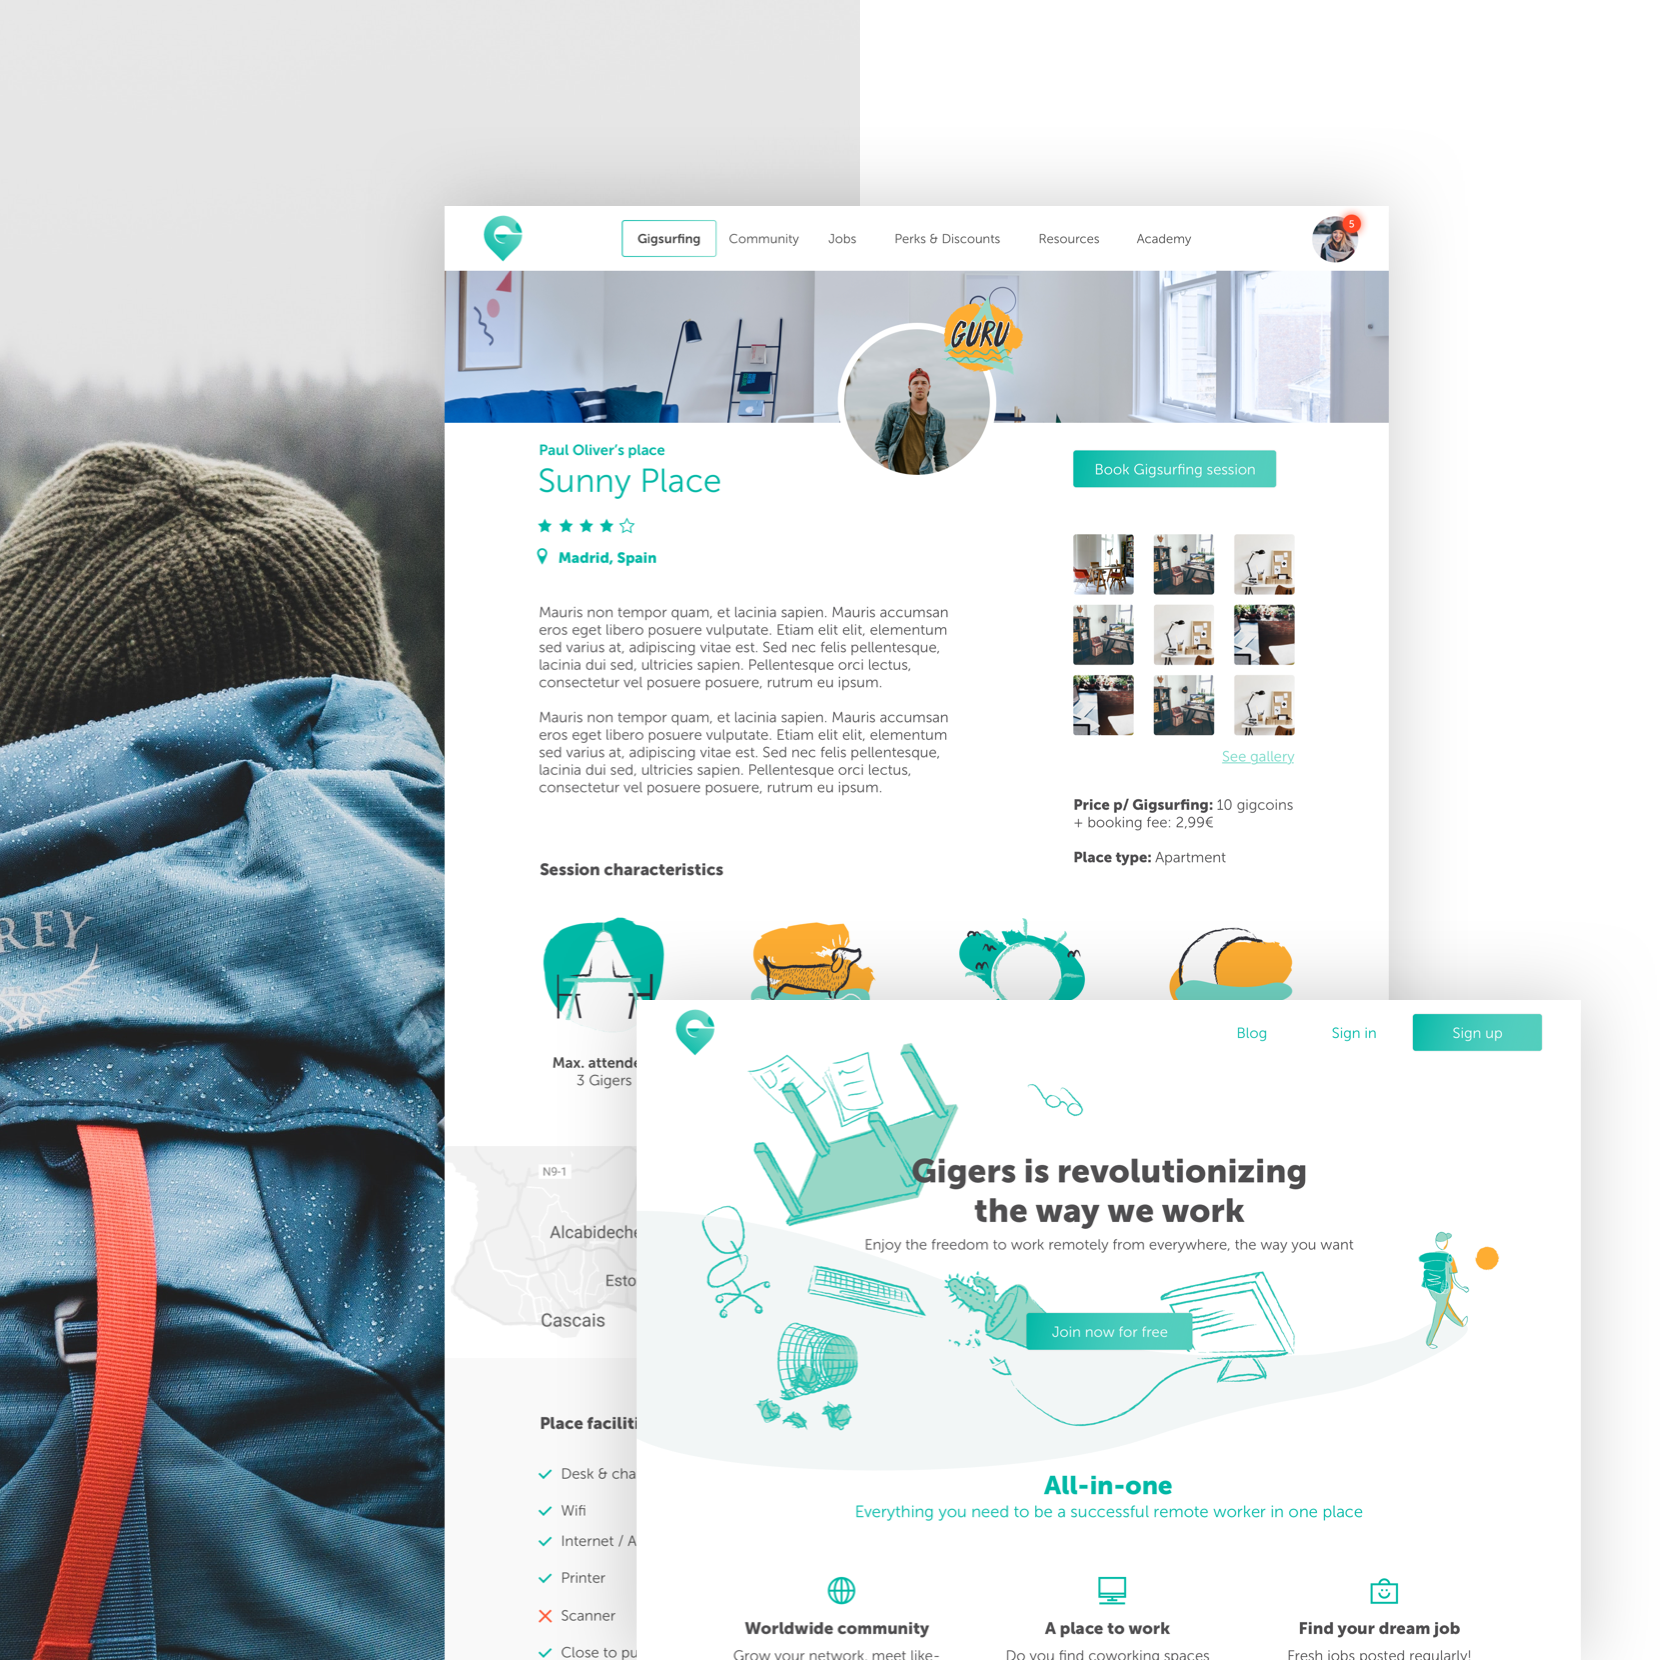 Gigsurfing
Community
Jobs
Perks & Discounts
Resources
Academy
5
GURU
Paul Oliver's place
Sunny Place
Madrid, Spain
Book Gigsurfing session
Mauris non tempor quam, et lacinia sapien. Mauris accumsan
eros eget libero posuere vulputate. Etiam elit elit, elementum
sed varius at, adipiscing vitae est. Sed nec felis pellentesque,
lacinia dui sed, ultricies sapien. Pellentesque orci lectus,
consectetur vel posuere posuere, rutrum eu ipsum.
Mauris non tempor quam, et lacinia sapien. Mauris accumsan
eros eget libero posuere vulputate. Etiam elit elit, elementum
sed varius at, adipiscing vitae est. Sed nec felis pellentesque,
lacinia dui sed, ultricies sapien. Pellentesque orci lectus,
consectetur vel posuere posuere, rutrum eu ipsum.
See gallery
Price p/ Gigsurfing: 10 gigcoins
+ booking fee: 2,99€
Place type: Apartment
Session characteristics
REY
Max. attende
3 Gigers
N9-1
Alcabideche
Esto
Cascais
Place faciliti
Desk & cha
Wifi
Internet / A
Printer
Scanner
Close to pu
Blog
Sign in
Sign up
Gigers is revolutionizing
the way we work
Enjoy the freedom to work remotely from everywhere, the way you want
Join now for free
All-in-one
Everything you need to be a successful remote worker in one place
Worldwide community
Grow your network, meet like-
A place to work
Do you find coworking spaces
Find your dream job
Fresh jobs posted regularly!